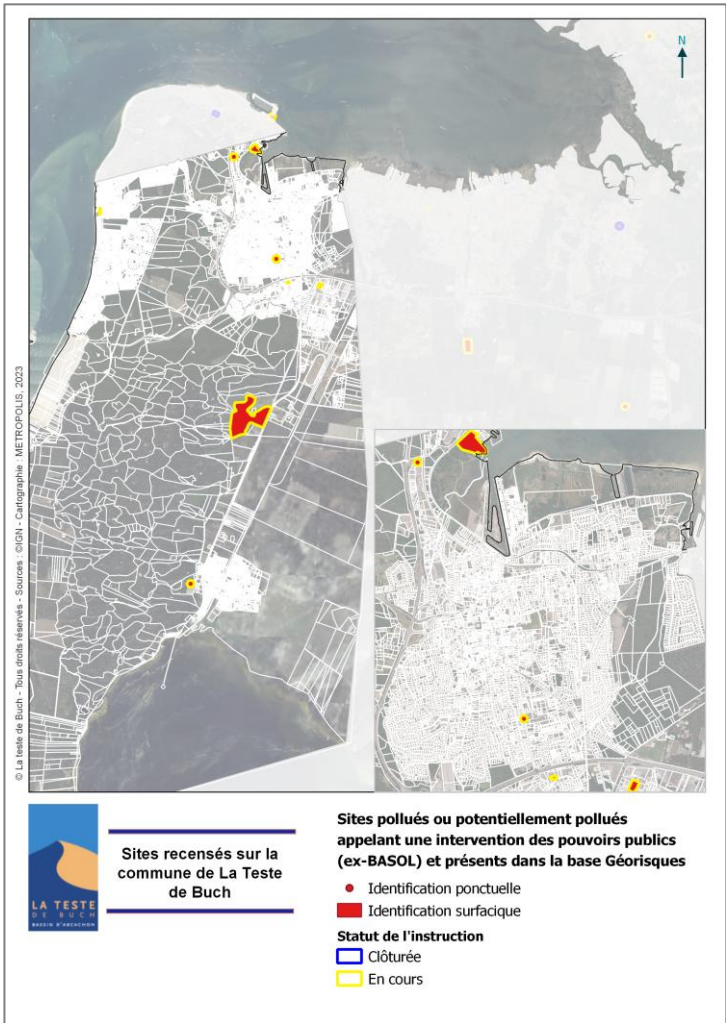 N
© La teste de Buch - Tous droits réservés - Sources : ©IGN - Cartographie : METROPOLIS, 2023
LA TESTE
DE BUCH
BASSIN D'ARCACHON
Sites recensés sur la
commune de La Teste
de Buch
Sites pollués ou potentiellement pollués
appelant une intervention des pouvoirs publics
(ex-BASOL) et présents dans la base Géorisques
Identification ponctuelle
Identification surfacique
Statut de l'instruction
Clôturée
En cours